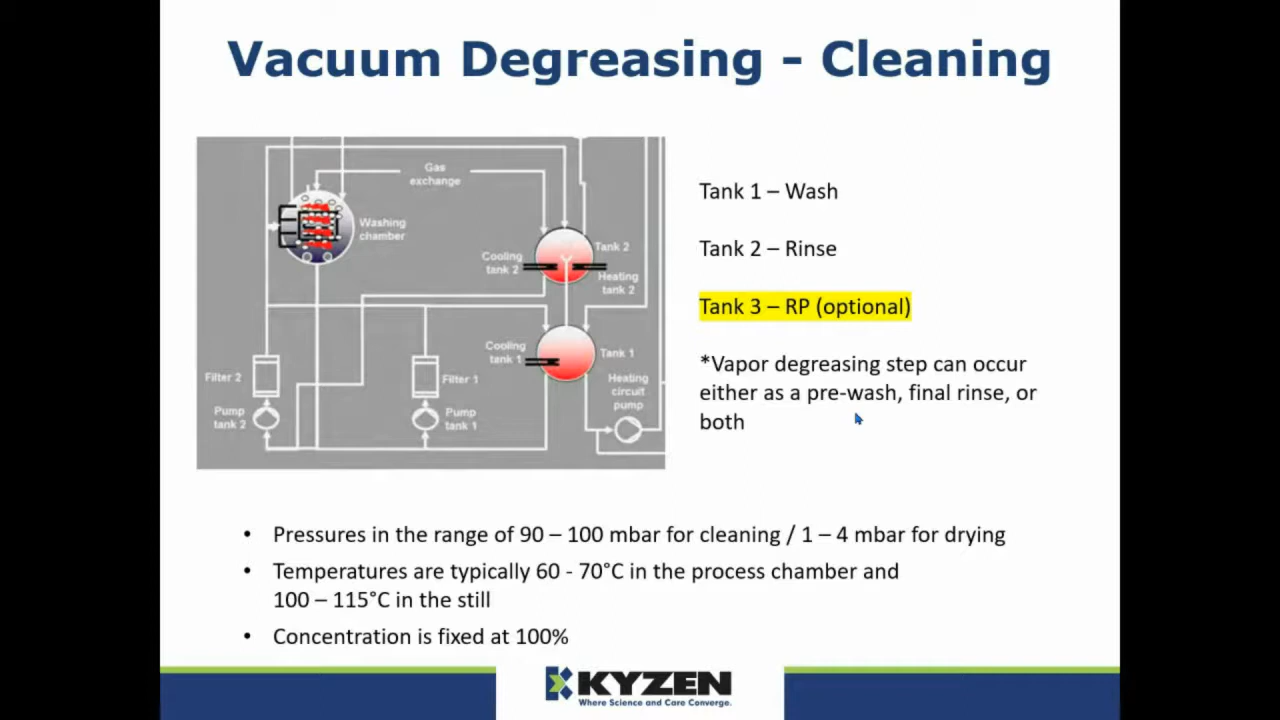 Vacuum Degreasing - Cleaning
Gas
exchange
Washing
chamber
Cooling
tank 2
Tank 2
Heating
tank 2
Cooling
tank 1
Tank 1
Heating
circuit
pump
Filter 2
Filter 1
Pump
tank 2
Pump
tank 1
Tank 1 – Wash
Tank 2 – Rinse
Tank 3 – RP (optional)
*Vapor degreasing step can occur
either as a pre-wash, final rinse, or
both
• Pressures in the range of 90 – 100 mbar for cleaning / 1 – 4 mbar for drying
• Temperatures are typically 60 - 70°C in the process chamber and
100 – 115°C in the still
• Concentration is fixed at 100%
KYZEN
Where Science and Care Converge.